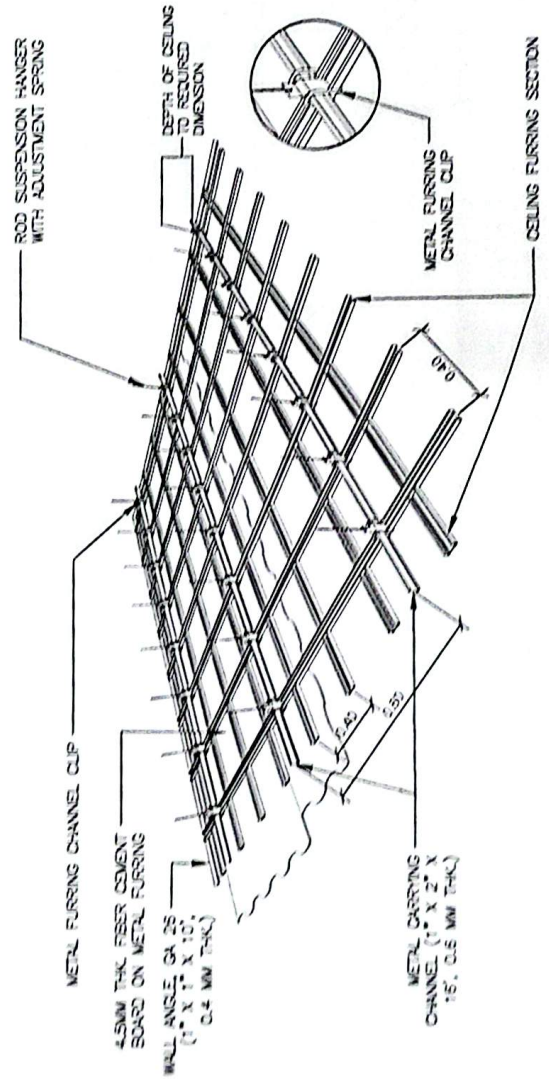 ROD SUSPENSION HANGER
WITH ADJUSTMENT SPRING
DEPTH OF CEILING
TO REQUIRED
DIMENSION
METAL FURRING
CHANNEL CLIP
CEILING FURRING SECTION
METAL FURRING CHANNEL CLIP
4.5MM THK. FIBER CEMENT
BOARD ON METAL FURRING
WALL ANGLE, GA 26
(1" X 1" X 10',
0.4 MM THK.)
METAL CARRYING
CHANNEL (1" X 2" X
16', 0.6 MM THK.)
0.40
0.60
0.40